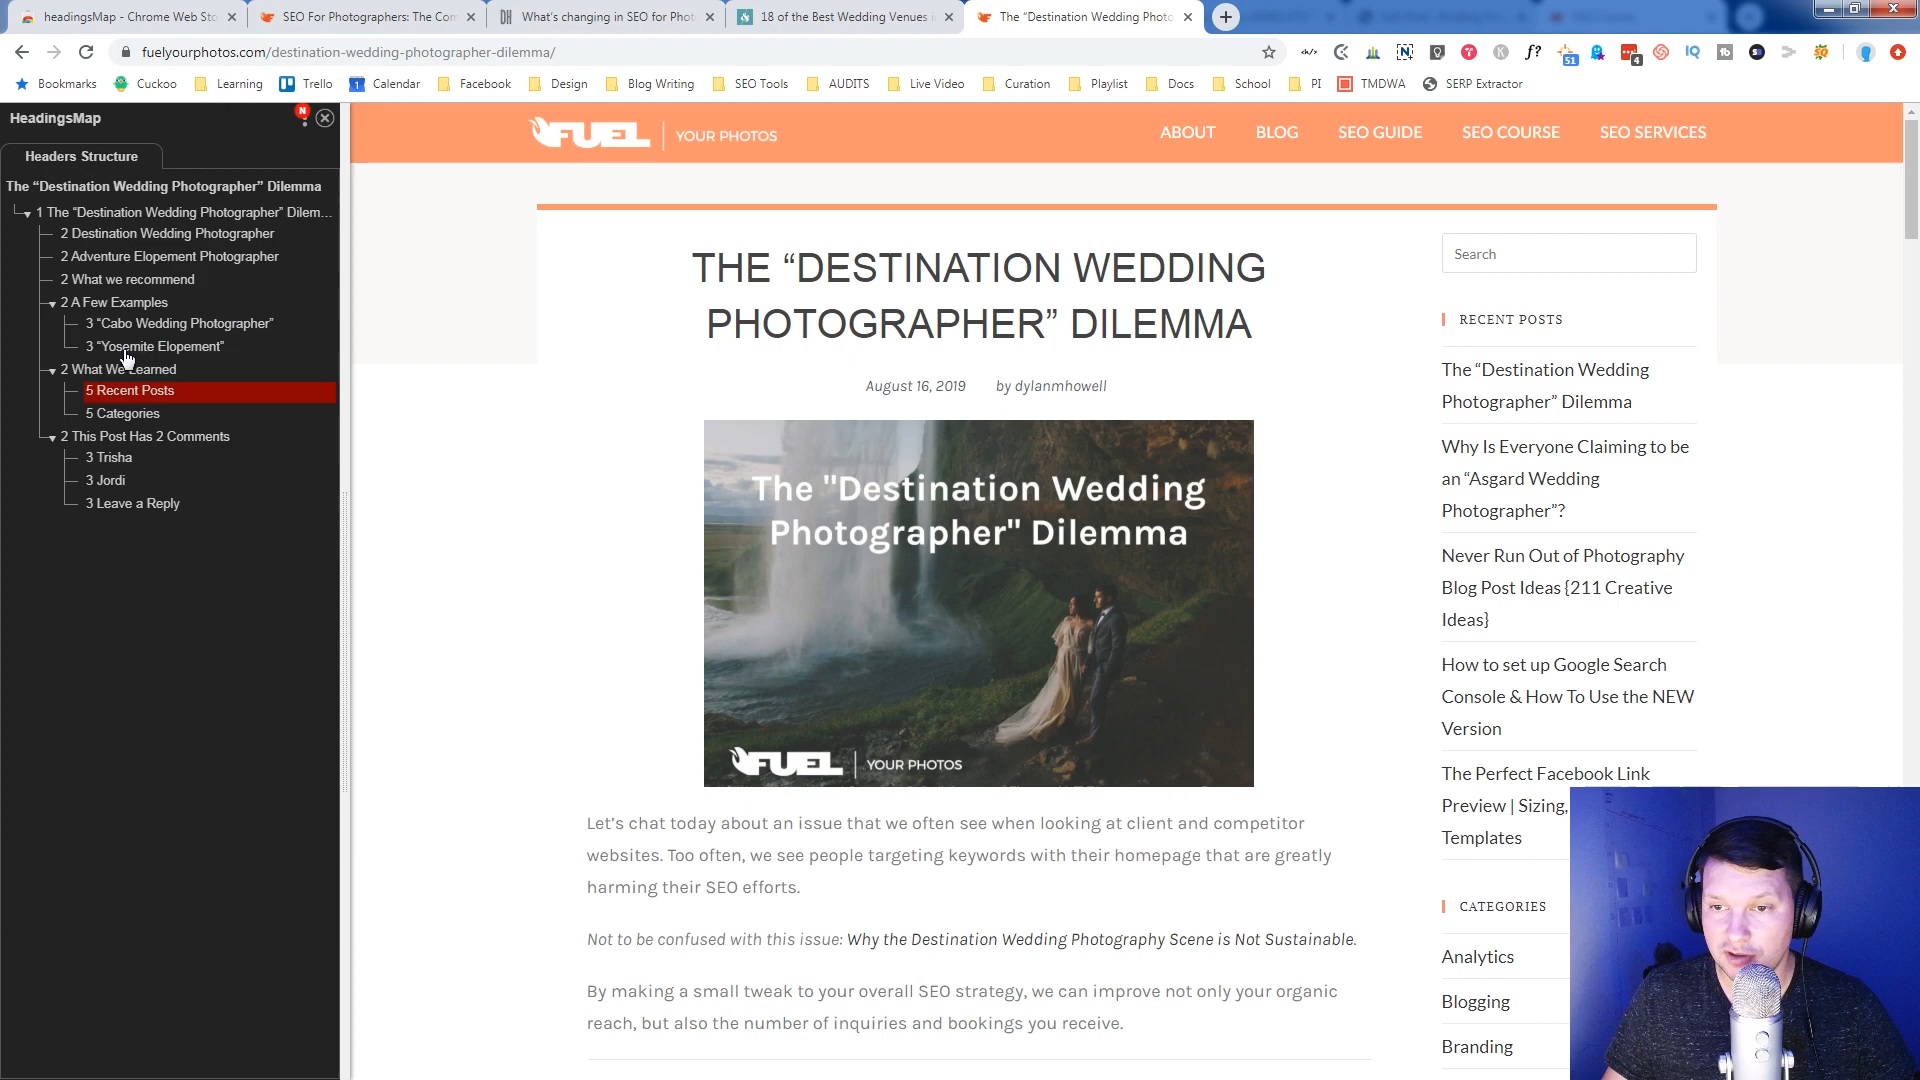 headingsMap - Chrome Web Sto
SEO For Photographers: The Com
What's changing in SEO for Phot
18 of the Best Wedding Venues i
The “Destination Wedding Photo
fuelyourphotos.com/destination-wedding-photographer-dilemma/
51
4
f?
Bookmarks
Cuckoo
Learning
Trello
1 Calendar
Facebook
Design
Blog Writing
SEO Tools
AUDITS
Live Video
Curation
Playlist
Docs
School
PI
TMDWA
SERP Extractor
HeadingsMap
N
Headers Structure
The “Destination Wedding Photographer” Dilemma
1 The “Destination Wedding Photographer” Dilem...
2 Destination Wedding Photographer
2 Adventure Elopement Photographer
2 What we recommend
2 A Few Examples
3 “Cabo Wedding Photographer”
3 “Yosemite Elopement”
2 What We Learned
5 Recent Posts
5 Categories
2 This Post Has 2 Comments
3 Trisha
3 Jordi
3 Leave a Reply
FUEL | YOUR PHOTOS
ABOUT
BLOG
SEO GUIDE
SEO COURSE
SEO SERVICES
THE “DESTINATION WEDDING
PHOTOGRAPHER” DILEMMA
August 16, 2019
by dylanmhowell
The "Destination Wedding
Photographer" Dilemma
FUEL | YOUR PHOTOS
Let's chat today about an issue that we often see when looking at client and competitor
websites. Too often, we see people targeting keywords with their homepage that are greatly
harming their SEO efforts.
Not to be confused with this issue: Why the Destination Wedding Photography Scene is Not Sustainable.
By making a small tweak to your overall SEO strategy, we can improve not only your organic
reach, but also the number of inquiries and bookings you receive.
Search
RECENT POSTS
The “Destination Wedding
Photographer” Dilemma
Why Is Everyone Claiming to be
an “Asgard Wedding
Photographer”?
Never Run Out of Photography
Blog Post Ideas {211 Creative
Ideas}
How to set up Google Search
Console & How To Use the NEW
Version
The Perfect Facebook Link
Preview | Sizing,
Templates
CATEGORIES
Analytics
Blogging
Branding